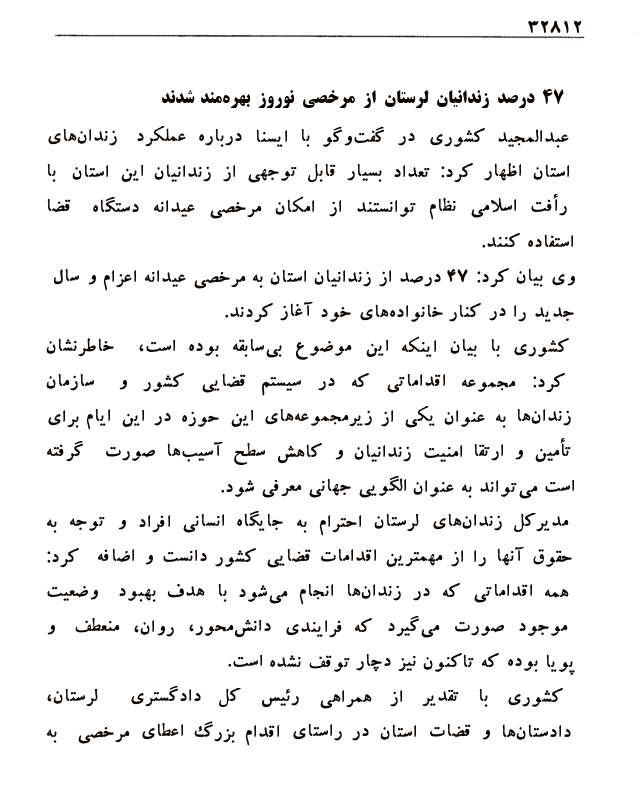 ۳۲۸۱۲
۴۷ درصد زندانیان لرستان از مرخصی نوروز بهره‌مند شدند
عبدالمجید کشوری در گفت‌وگو با ایسنا درباره عملکرد زندان‌های
استان اظهار کرد: تعداد بسیار قابل توجهی از زندانیان این استان با
رأفت اسلامی نظام توانستند از امکان مرخصی عیدانه دستگاه قضا
استفاده کنند.
وی بیان کرد: ۴۷ درصد از زندانیان استان به مرخصی عیدانه اعزام و سال
جدید را در کنار خانواده‌های خود آغاز کردند.
کشوری با بیان اینکه این موضوع بی‌سابقه بوده است، خاطرنشان
کرد: مجموعه اقداماتی که در سیستم قضایی کشور و سازمان
زندان‌ها به عنوان یکی از زیرمجموعه‌های این حوزه در این ایام برای
تأمین و ارتقا امنیت زندانیان و کاهش سطح آسیب‌ها صورت گرفته
است می‌تواند به عنوان الگویی جهانی معرفی شود.
مدیرکل زندان‌های لرستان احترام به جایگاه انسانی افراد و توجه به
حقوق آنها را از مهمترین اقدامات قضایی کشور دانست و اضافه کرد:
همه اقداماتی که در زندان‌ها انجام می‌شود با هدف بهبود وضعیت
موجود صورت می‌گیرد که فرایندی دانش‌محور، روان، منعطف و
پویا بوده که تاکنون نیز دچار توقف نشده است.
کشوری با تقدیر از همراهی رئیس کل دادگستری لرستان،
دادستان‌ها و قضات استان در راستای اقدام بزرگ اعطای مرخصی به